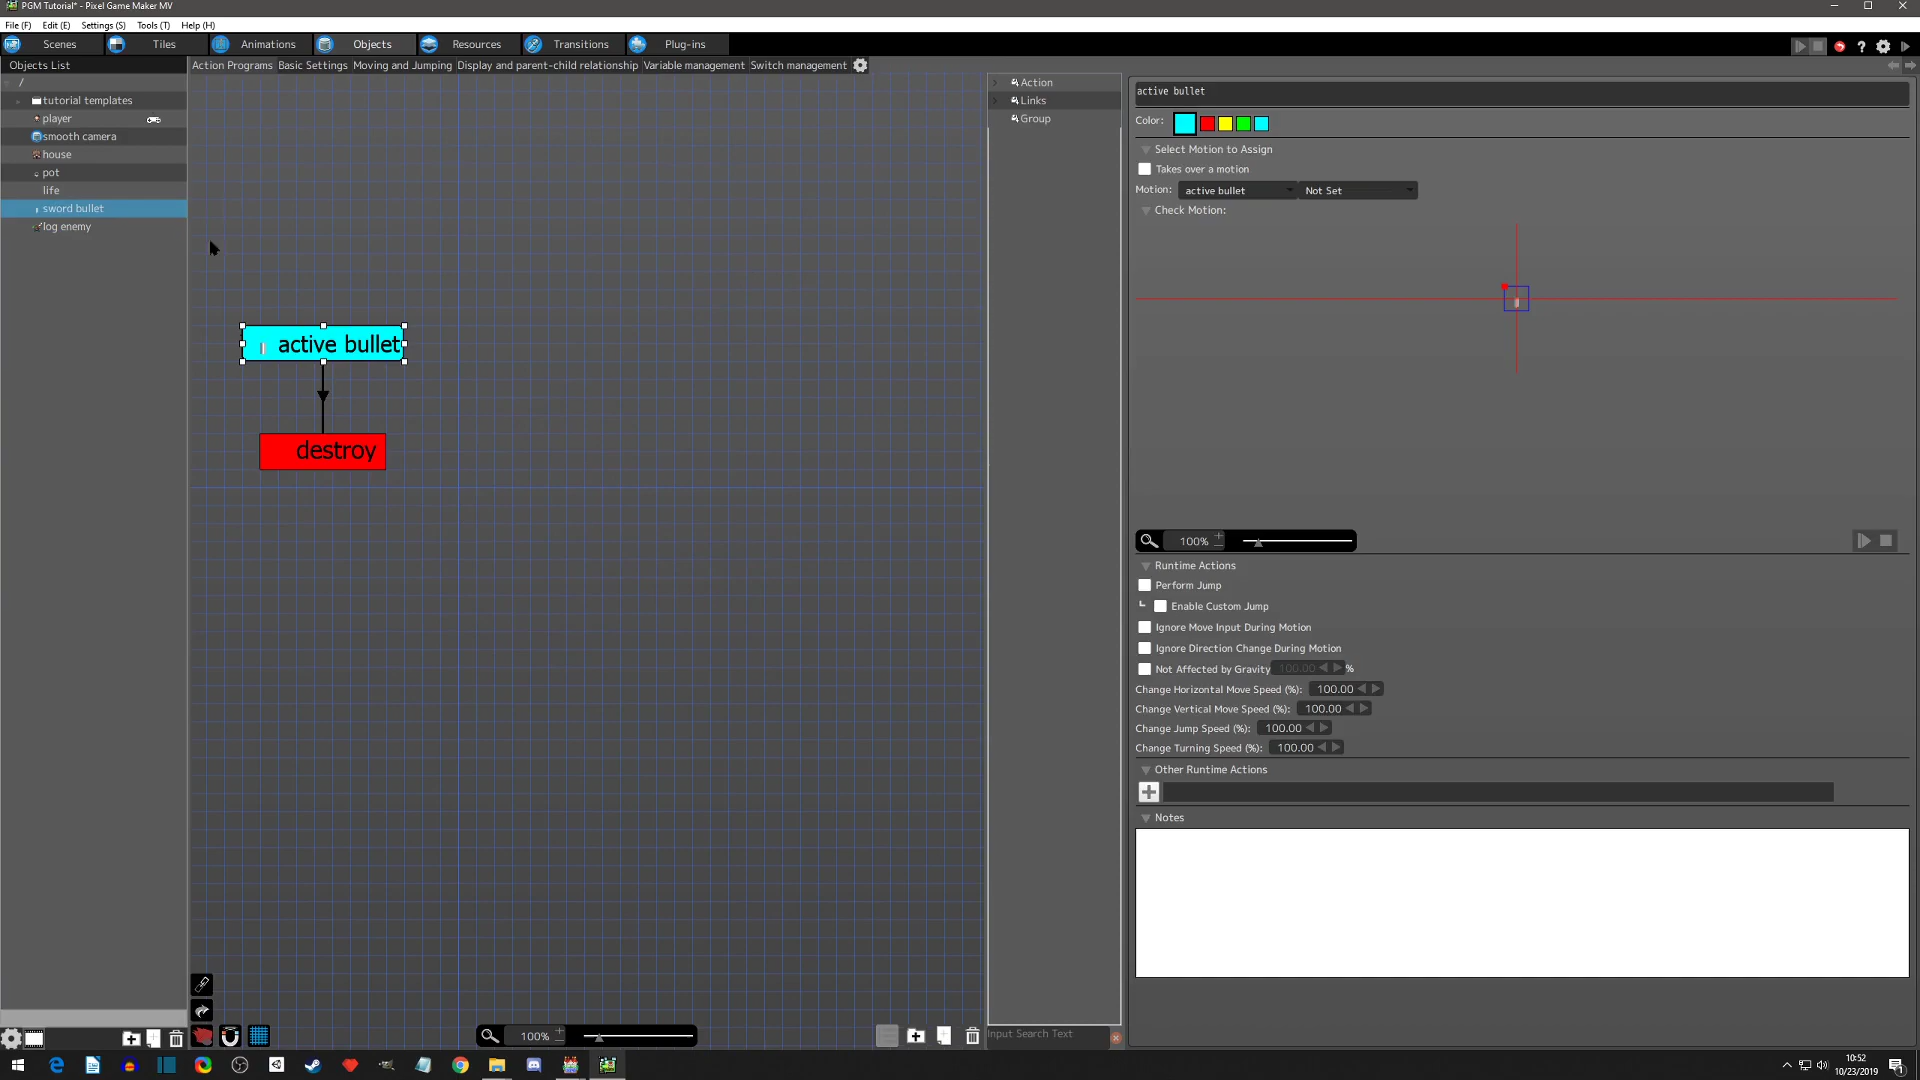 PGM Tutorial* - Pixel Game Maker MV
File (F) Edit (E) Settings (S) Tools (T) Help (H)
Scenes Tiles Animations Objects Resources Transitions Plug-ins
Objects List
/
tutorial templates
player
smooth camera
house
pot
life
sword bullet
log enemy
Action Programs Basic Settings Moving and Jumping Display and parent-child relationship Variable management Switch management
active bullet
destroy
100%
Action
Links
Group
Input Search Text
active bullet
Color:
Select Motion to Assign
Takes over a motion
Motion: active bullet Not Set
Check Motion:
100%
Runtime Actions
Perform Jump
Enable Custom Jump
Ignore Move Input During Motion
Ignore Direction Change During Motion
Not Affected by Gravity 100.00 %
Change Horizontal Move Speed (%): 100.00
Change Vertical Move Speed (%): 100.00
Change Jump Speed (%): 100.00
Change Turning Speed (%): 100.00
Other Runtime Actions
Notes
10:52
10/23/2019